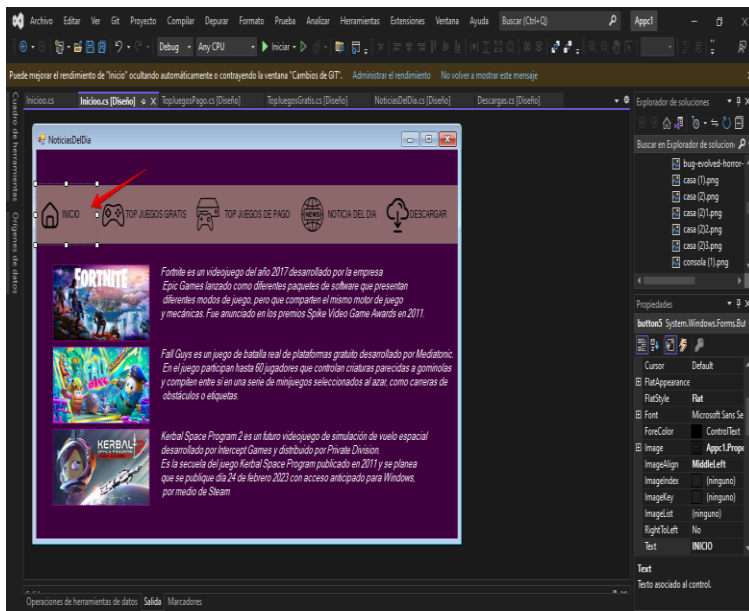 Archivo Editar Ver Git Proyecto Compilar Depurar Formato Prueba Analizar Herramientas Extensiones Ventana Ayuda Buscar (Ctrl+Q) Appc1
Debug Any CPU Iniciar
Puede mejorar el rendimiento de "Inicio" ocultando automáticamente o contrayendo la ventana "Cambios de GIT". Administrar el rendimiento No volver a mostrar este mensaje
Cuadro de herramientas
Orígenes de datos
Inicioo.cs Inicioo.cs [Diseño] TopJuegosPago.cs [Diseño] TopJuegosGratis.cs [Diseño] NoticiasDelDia.cs [Diseño] Descargas.cs [Diseño]
NoticiasDelDia
INICIO TOP JUEGOS GRATIS TOP JUEGOS DE PAGO NEWS NOTICIA DEL DIA DESCARGAR
FORTNITE
Fortnite es un videojuego del año 2017 desarrollado por la empresa
Epic Games lanzado como diferentes paquetes de software que presentan
diferentes modos de juego, pero que comparten el mismo motor de juego
y mecánicas. Fue anunciado en los premios Spike Video Game Awards en 2011.
Fall Guys es un juego de batalla real de plataformas gratuito desarrollado por Mediatonic.
En el juego participan hasta 60 jugadores que controlan criaturas parecidas a gominolas
y compiten entre sí en una serie de minijuegos seleccionados al azar, como carreras de
obstáculos o etiquetas.
KERBAL
Kerbal Space Program 2 es un futuro videojuego de simulación de vuelo espacial
desarrollado por Intercept Games y distribuido por Private Division.
Es la secuela del juego Kerbal Space Program publicado en 2011 y se planea
que se publique día 24 de febrero 2023 con acceso anticipado para Windows,
por medio de Steam
Explorador de soluciones
Buscar en Explorador de solucion
bug-evolved-horror-
casa (1).png
casa (2).png
casa (2)1.png
casa (2)2.png
casa (2)3.png
consola (1).png
Propiedades
button5 System.Windows.Forms.But
Cursor Default
FlatAppearance
FlatStyle Flat
Font Microsoft Sans Se
ForeColor ControlText
Image Appc1.Prope
ImageAlign MiddleLeft
ImageIndex (ninguno)
ImageKey (ninguno)
ImageList (ninguno)
RightToLeft No
Text INICIO
Text
Texto asociado al control.
Operaciones de herramientas de datos Salida Marcadores